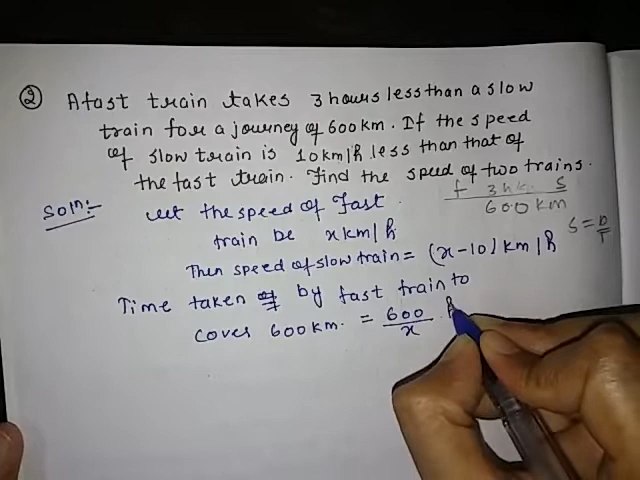 ② A fast train takes 3 hours less than a slow
train for a journey of 600 km. If the speed
of slow train is 10 km/h less than that of
the fast train. Find the speed of two trains.
f 3hr. S
600 km
Soln:- Let the speed of Fast
train be x km/h
S = D/T
Then speed of slow train = (x-10) km/h
Time taken by fast train to
cover 600 km. = 600/x h